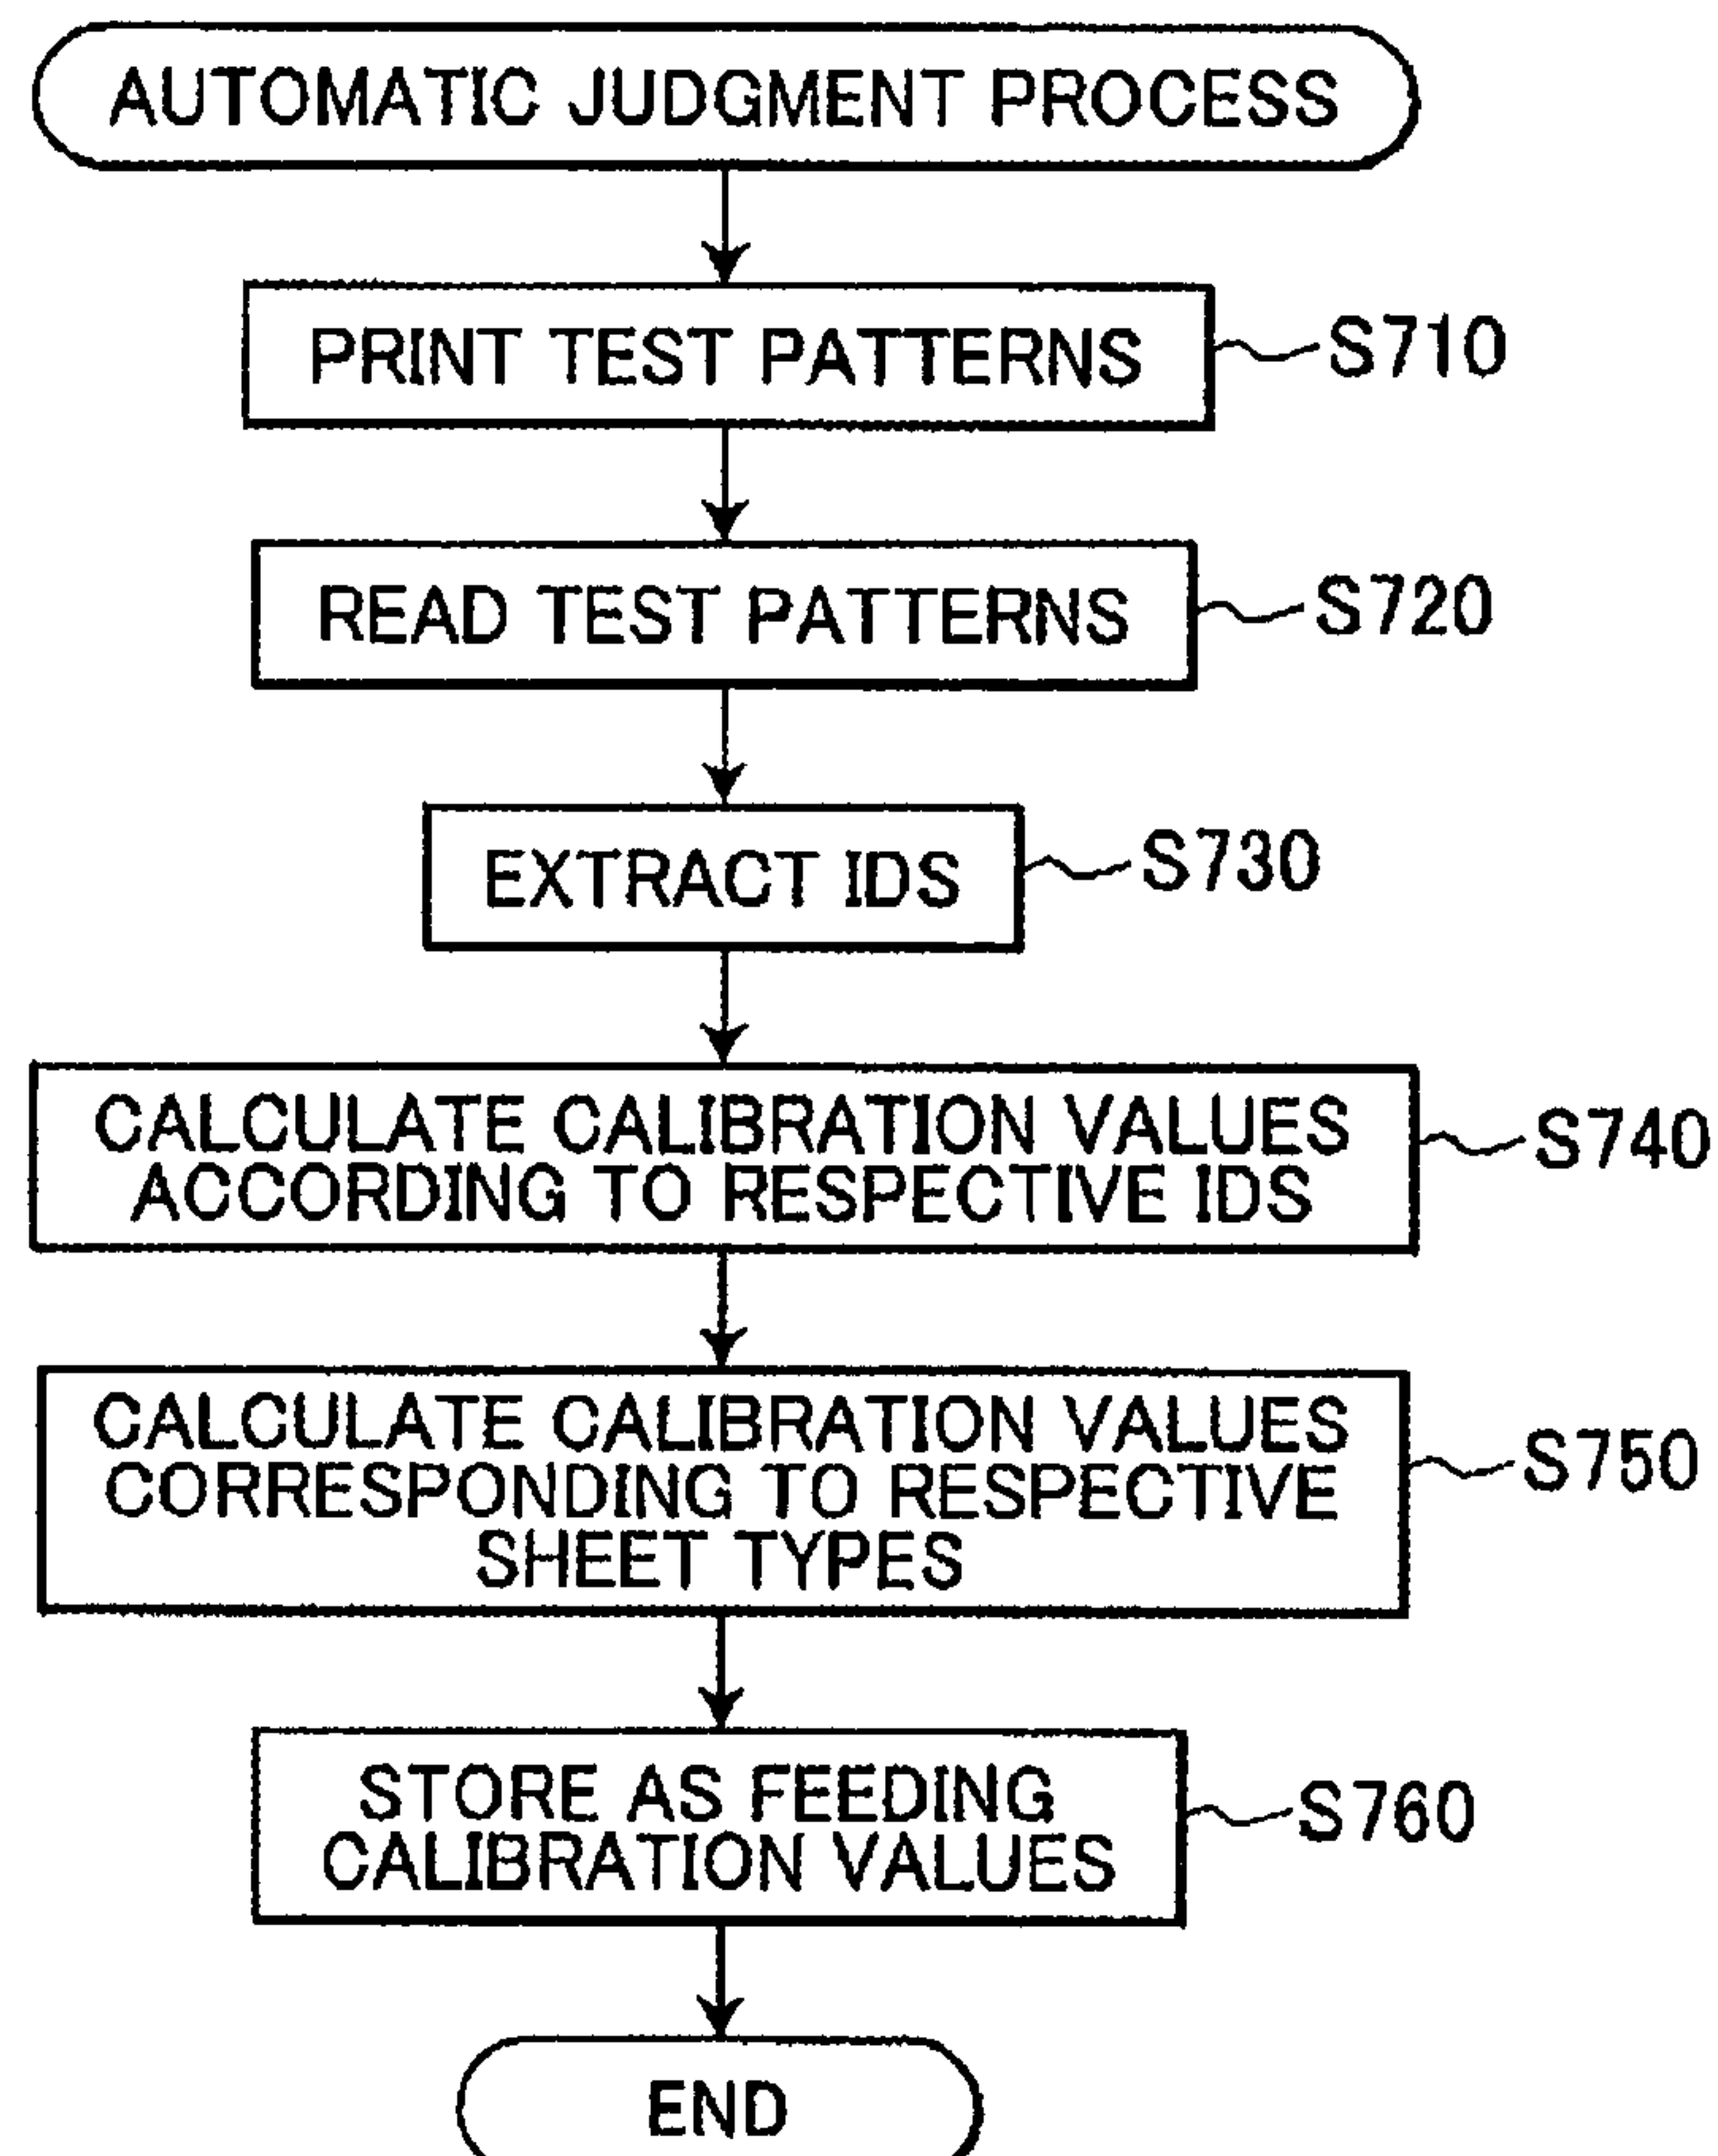 AUTOMATIC JUDGMENT PROCESS
PRINT TEST PATTERNS
S710
READ TEST PATTERNS
S720
EXTRACT IDS
S730
CALCULATE CALIBRATION VALUES
ACCORDING TO RESPECTIVE IDS
S740
CALCULATE CALIBRATION VALUES
CORRESPONDING TO RESPECTIVE
SHEET TYPES
S750
STORE AS FEEDING
CALIBRATION VALUES
S760
END